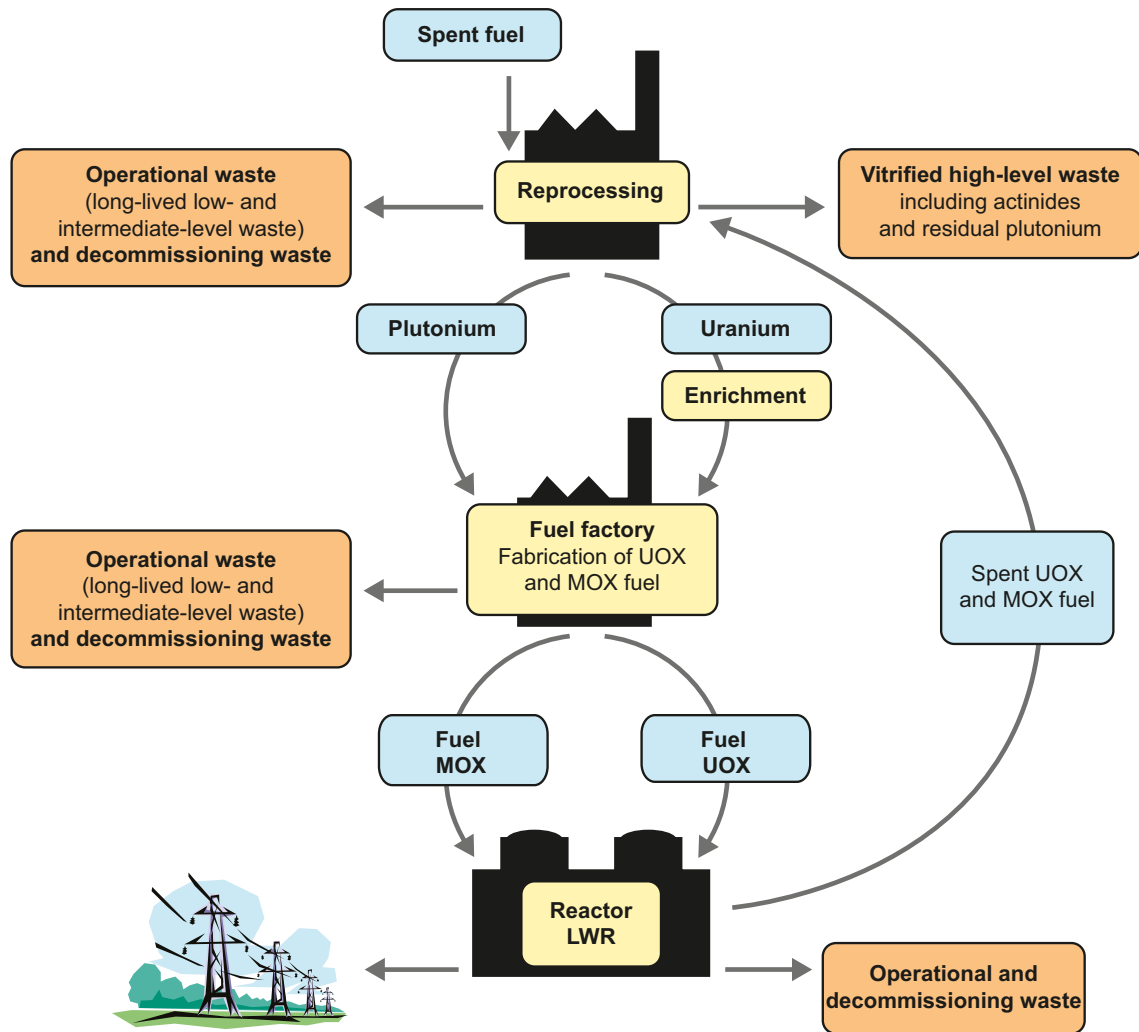 Spent fuel
Operational waste
(long-lived low- and
intermediate-level waste)
and decommissioning waste
Reprocessing
Vitrified high-level waste
including actinides
and residual plutonium
Plutonium
Uranium
Enrichment
Operational waste
(long-lived low- and
intermediate-level waste)
and decommissioning waste
Fuel factory
Fabrication of UOX
and MOX fuel
Spent UOX
and MOX fuel
Fuel
MOX
Fuel
UOX
Reactor
LWR
Operational and
decommissioning waste